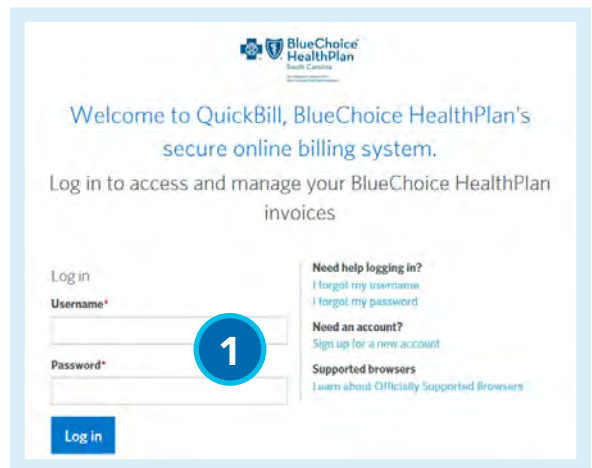 BlueChoice
HealthPlan
South Carolina
Welcome to QuickBill, BlueChoice HealthPlan's
secure online billing system.
Log in to access and manage your BlueChoice HealthPlan
invoices
Log in
Username*
Password*
Log in
1
Need help logging in?
I forgot my username
I forgot my password
Need an account?
Sign up for a new account
Supported browsers
Learn about Officially Supported Browsers